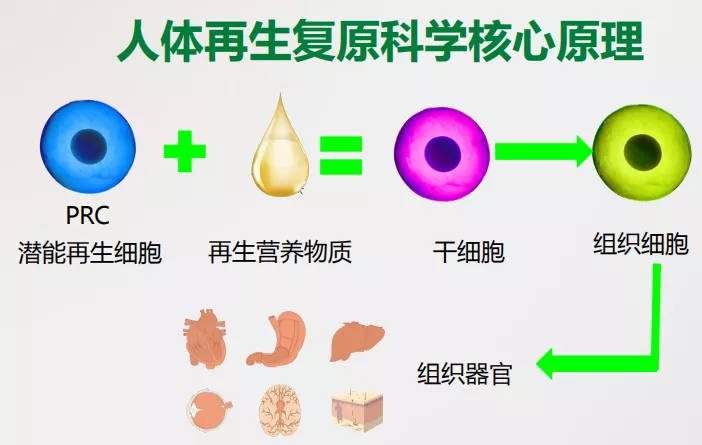 人体再生复原科学核心原理
PRC
潜能再生细胞
再生营养物质
干细胞
组织细胞
组织器官